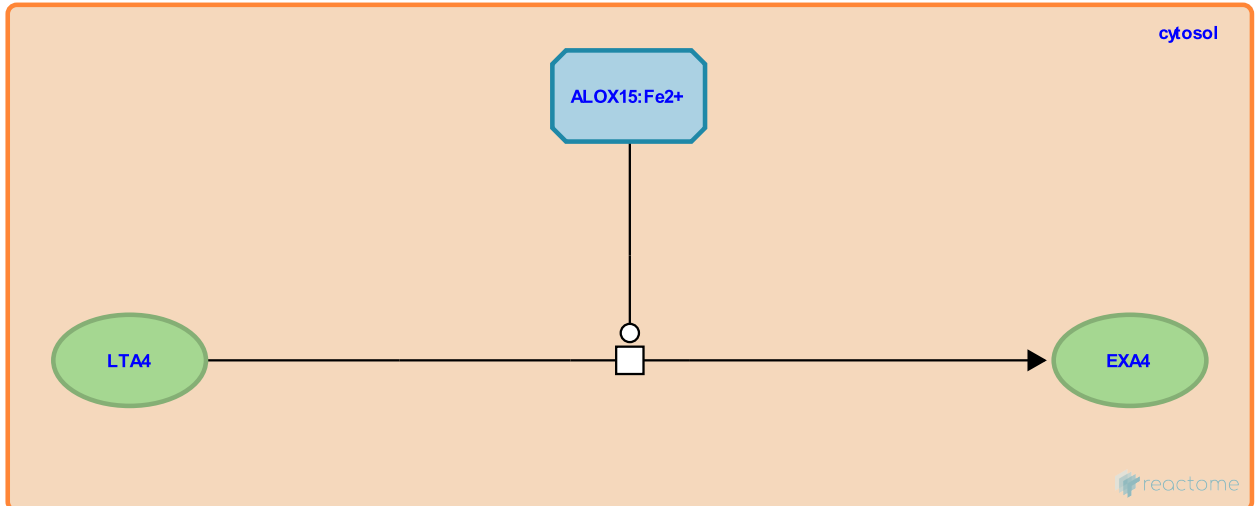 cytosol
ALOX15:Fe2+
LTA4
EXA4
reactome